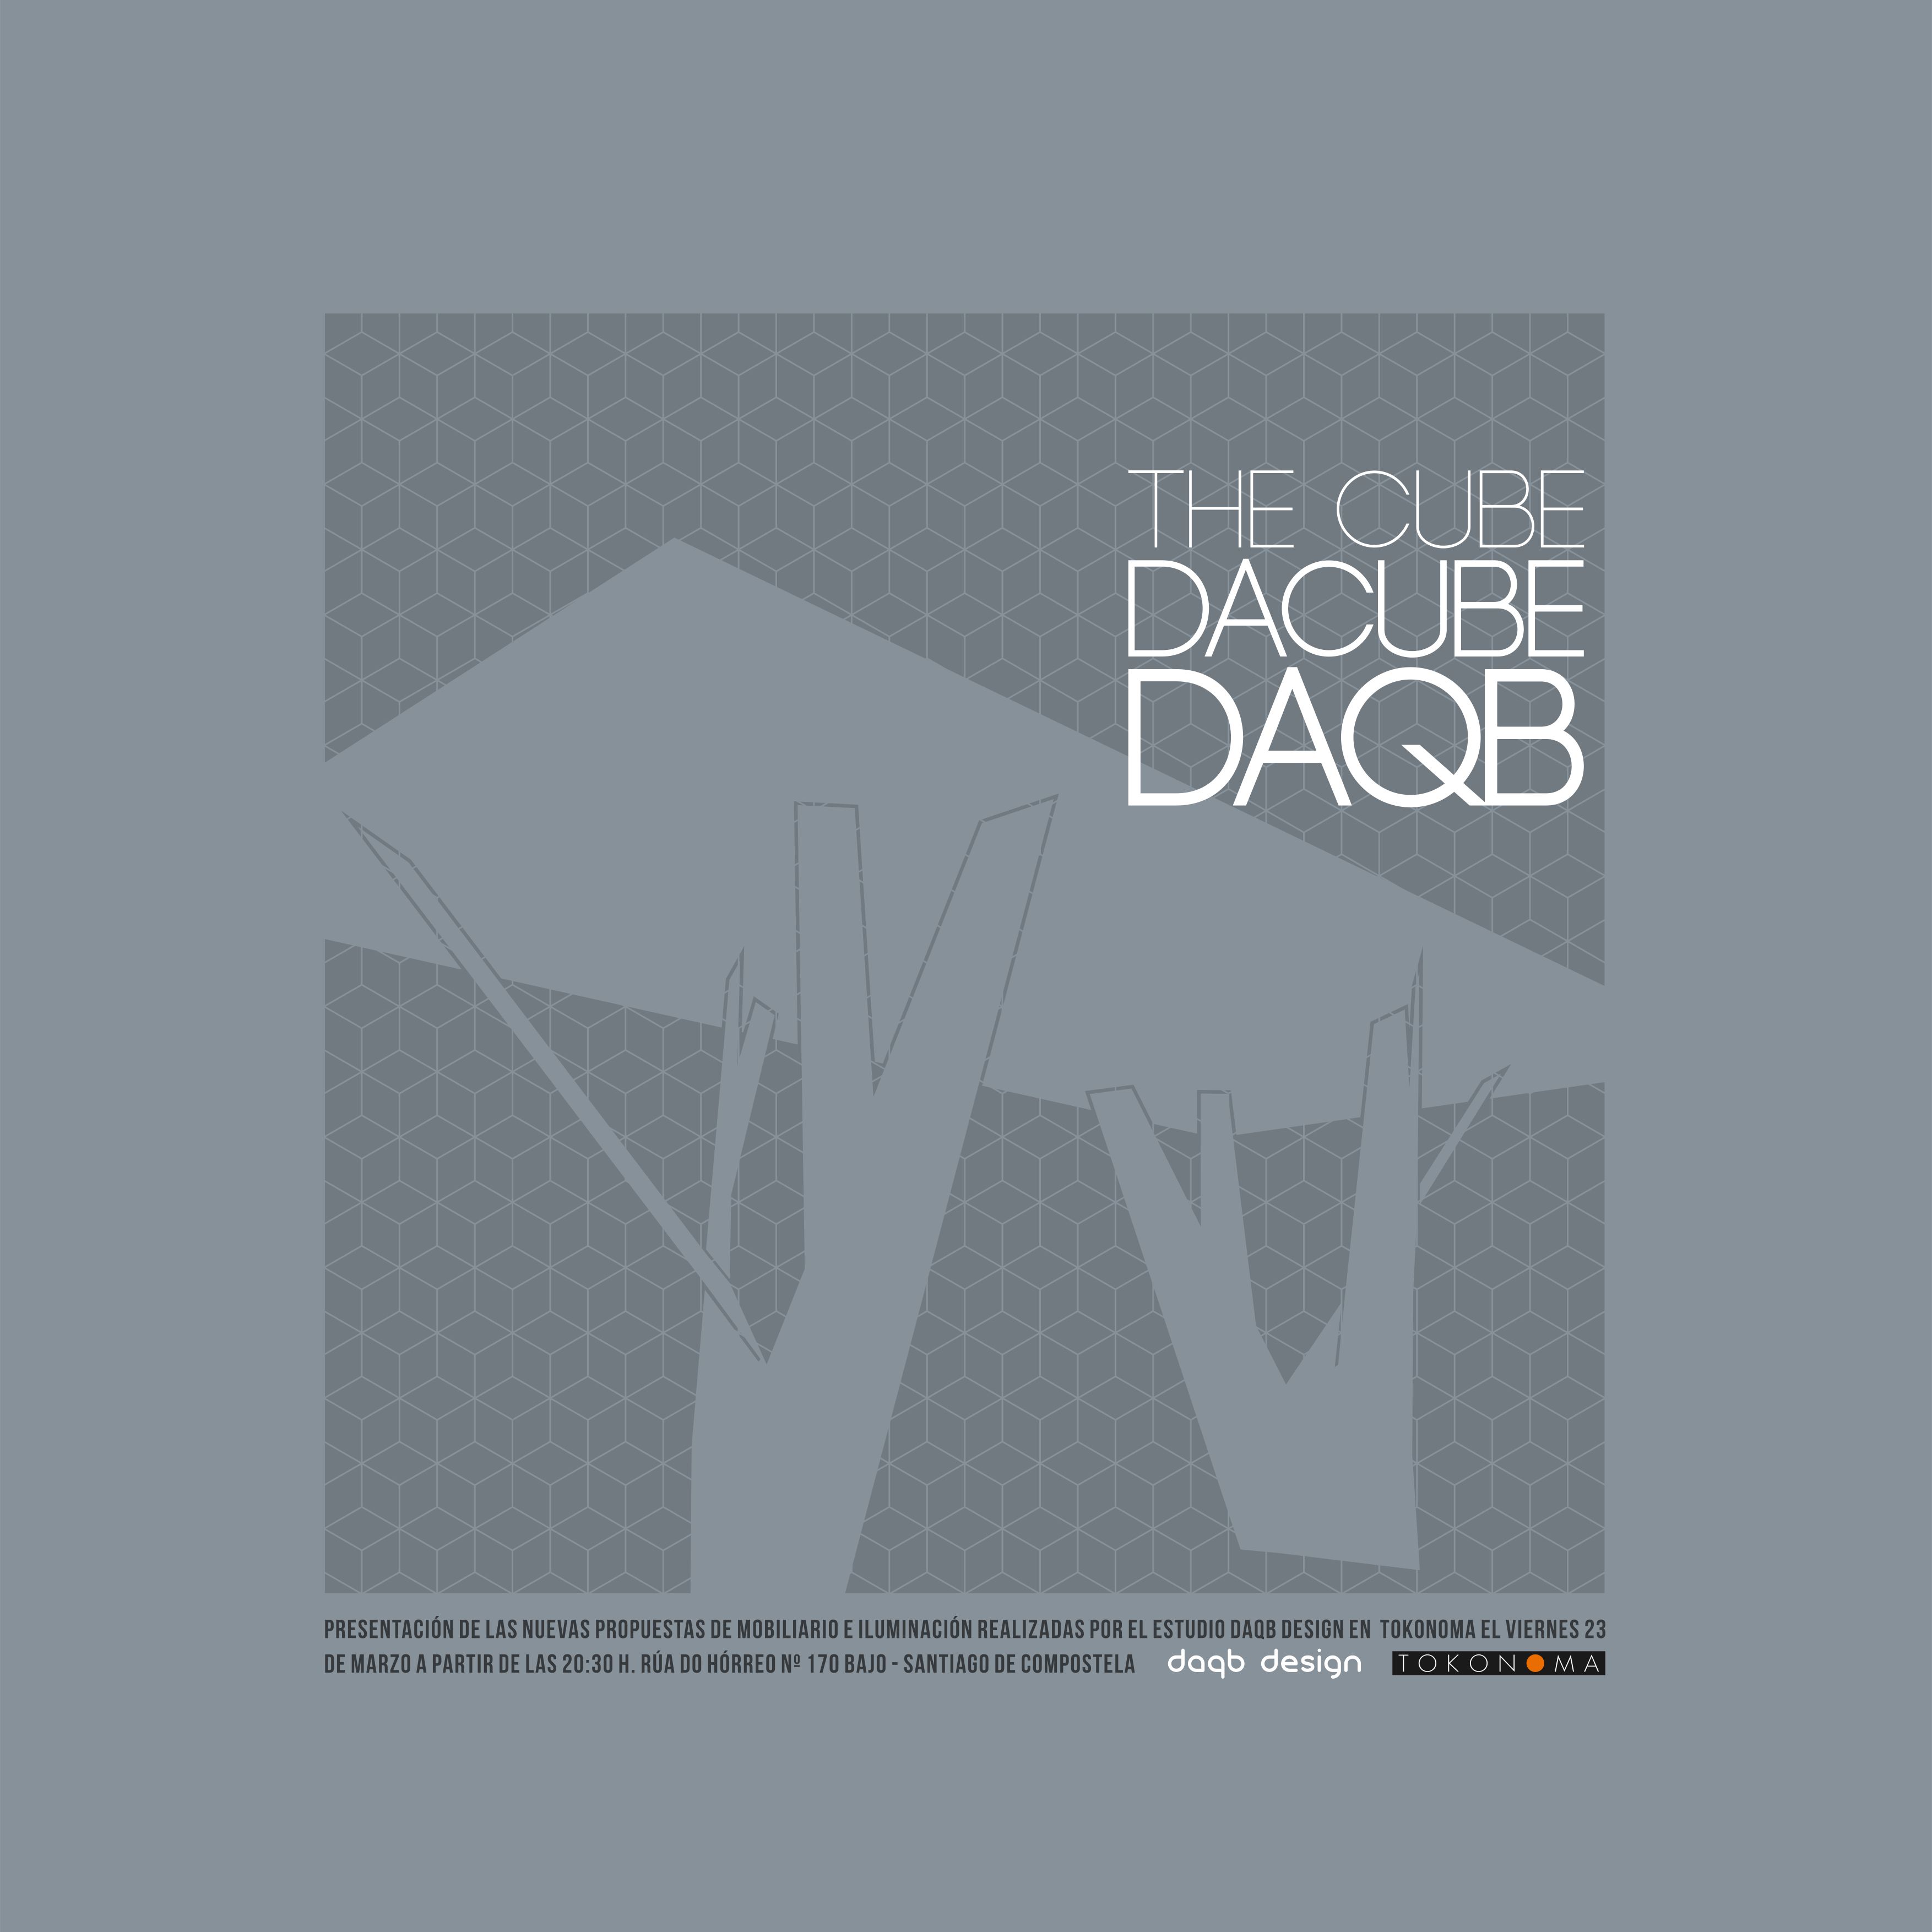 THE CUBE
DACUBE
DAQB
PRESENTACIÓN DE LAS NUEVAS PROPUESTAS DE MOBILIARIO E ILUMINACIÓN REALIZADAS POR EL ESTUDIO DAQB DESIGN EN TOKONOMA EL VIERNES 23
DE MARZO A PARTIR DE LAS 20:30 H. RÚA DO HÓRREO Nº 170 BAJO - SANTIAGO DE COMPOSTELA
daqb design
TOKONOMA